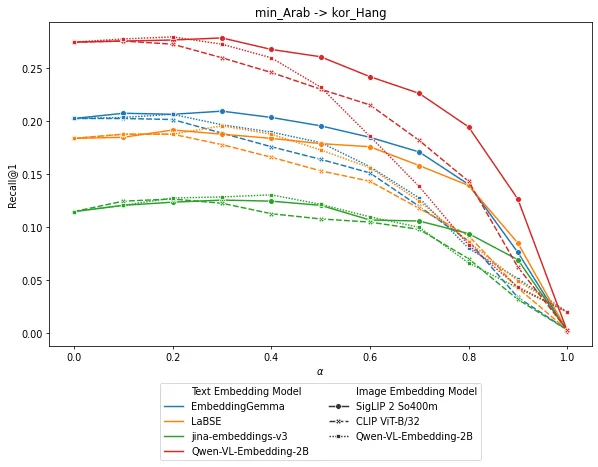 min_Arab -> kor_Hang
Recall@1
0.25
0.20
0.15
0.10
0.05
0.00
0.0 0.2 0.4 0.6 0.8 1.0
α
Text Embedding Model
EmbeddingGemma
LaBSE
jina-embeddings-v3
Qwen-VL-Embedding-2B
Image Embedding Model
SigLIP 2 So400m
CLIP ViT-B/32
Qwen-VL-Embedding-2B